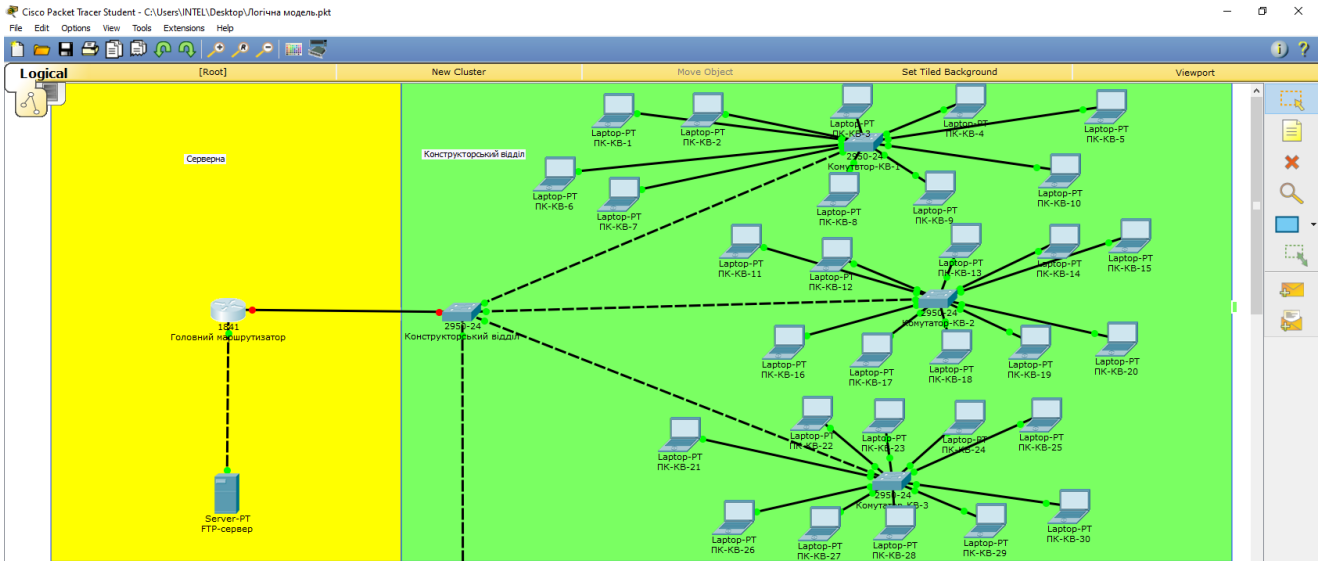 Cisco Packet Tracer Student - C:\Users\INTEL\Desktop\Логічна модель.pkt
File Edit Options View Tools Extensions Help
Logical
[Root]
New Cluster
Move Object
Set Tiled Background
Viewport
Серверна
Конструкторський відділ
Laptop-PT
ПК-КВ-1
Laptop-PT
ПК-КВ-2
Laptop-PT
ПК-КВ-3
Laptop-PT
ПК-КВ-4
Laptop-PT
ПК-КВ-5
2950-24
Комутатор-КВ-1
Laptop-PT
ПК-КВ-6
Laptop-PT
ПК-КВ-7
Laptop-PT
ПК-КВ-8
Laptop-PT
ПК-КВ-9
Laptop-PT
ПК-КВ-10
Laptop-PT
ПК-КВ-11
Laptop-PT
ПК-КВ-12
Laptop-PT
ПК-КВ-13
Laptop-PT
ПК-КВ-14
Laptop-PT
ПК-КВ-15
2950-24
Комутатор-КВ-2
1841
Головний маршрутизатор
2950-24
Конструкторський відділ
Laptop-PT
ПК-КВ-16
Laptop-PT
ПК-КВ-17
Laptop-PT
ПК-КВ-18
Laptop-PT
ПК-КВ-19
Laptop-PT
ПК-КВ-20
Laptop-PT
ПК-КВ-21
Laptop-PT
ПК-КВ-22
Laptop-PT
ПК-КВ-23
Laptop-PT
ПК-КВ-24
Laptop-PT
ПК-КВ-25
2950-24
Комутатор-КВ-3
Server-PT
FTP-сервер
Laptop-PT
ПК-КВ-26
Laptop-PT
ПК-КВ-27
Laptop-PT
ПК-КВ-28
Laptop-PT
ПК-КВ-29
Laptop-PT
ПК-КВ-30